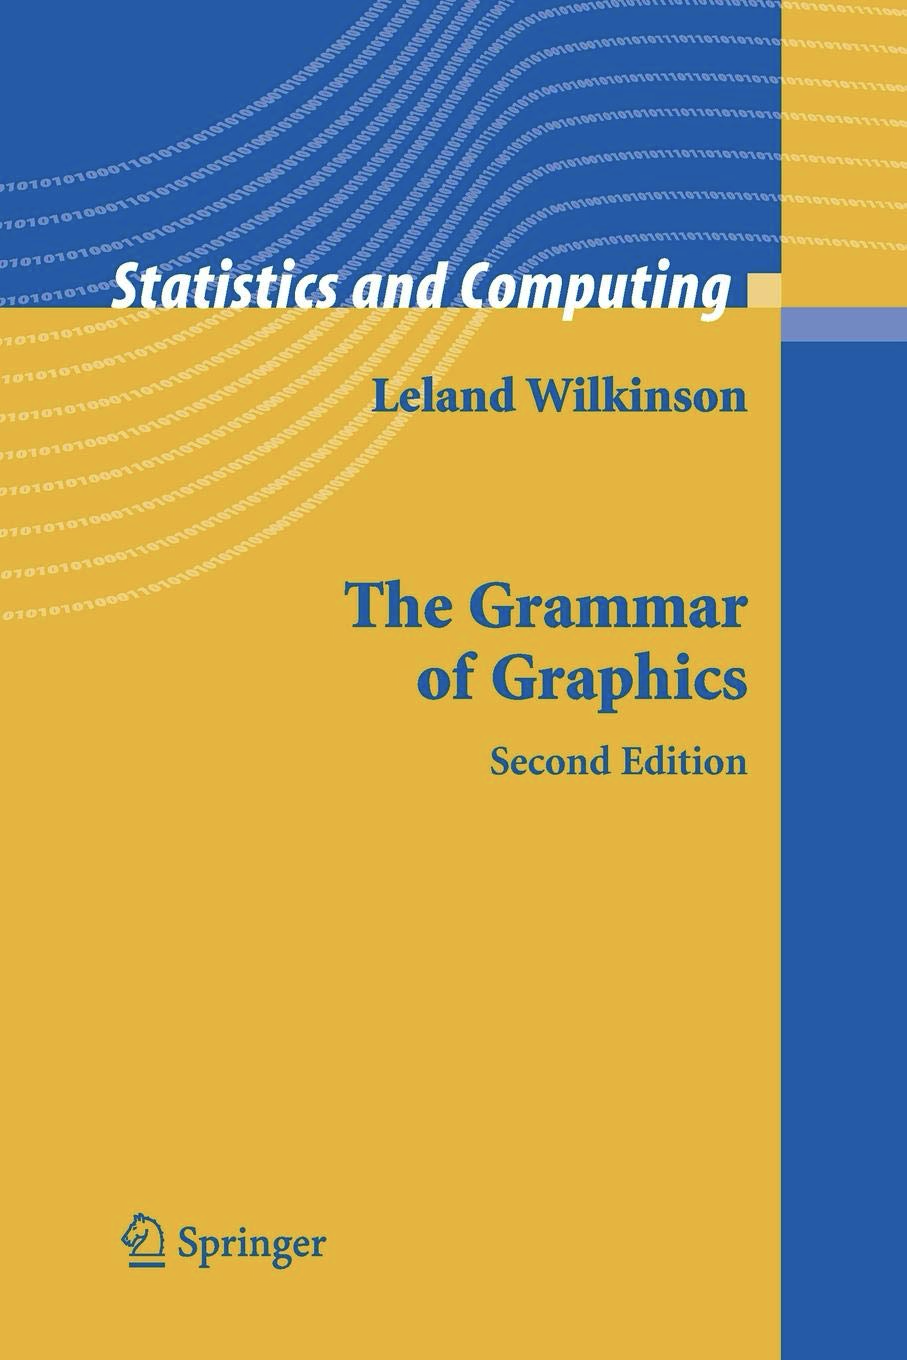 Statistics and Computing
Leland Wilkinson
The Grammar
of Graphics
Second Edition
Springer